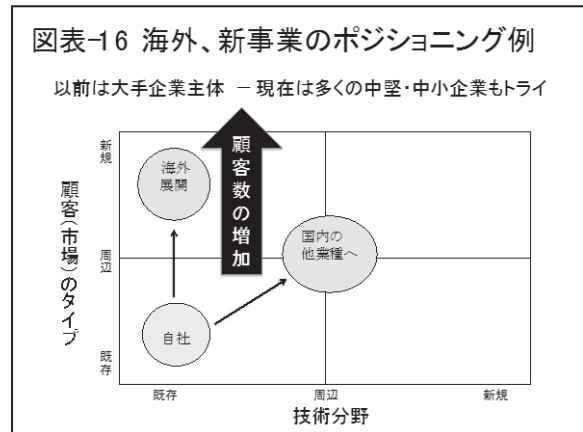 図表-16 海外、新事業のポジショニング例
以前は大手企業主体 － 現在は多くの中堅・中小企業もトライ
顧客数の増加
新規
海外
展開
顧客(市場)のタイプ
周辺
国内の
他業種へ
自社
既存
既存
周辺
新規
技術分野